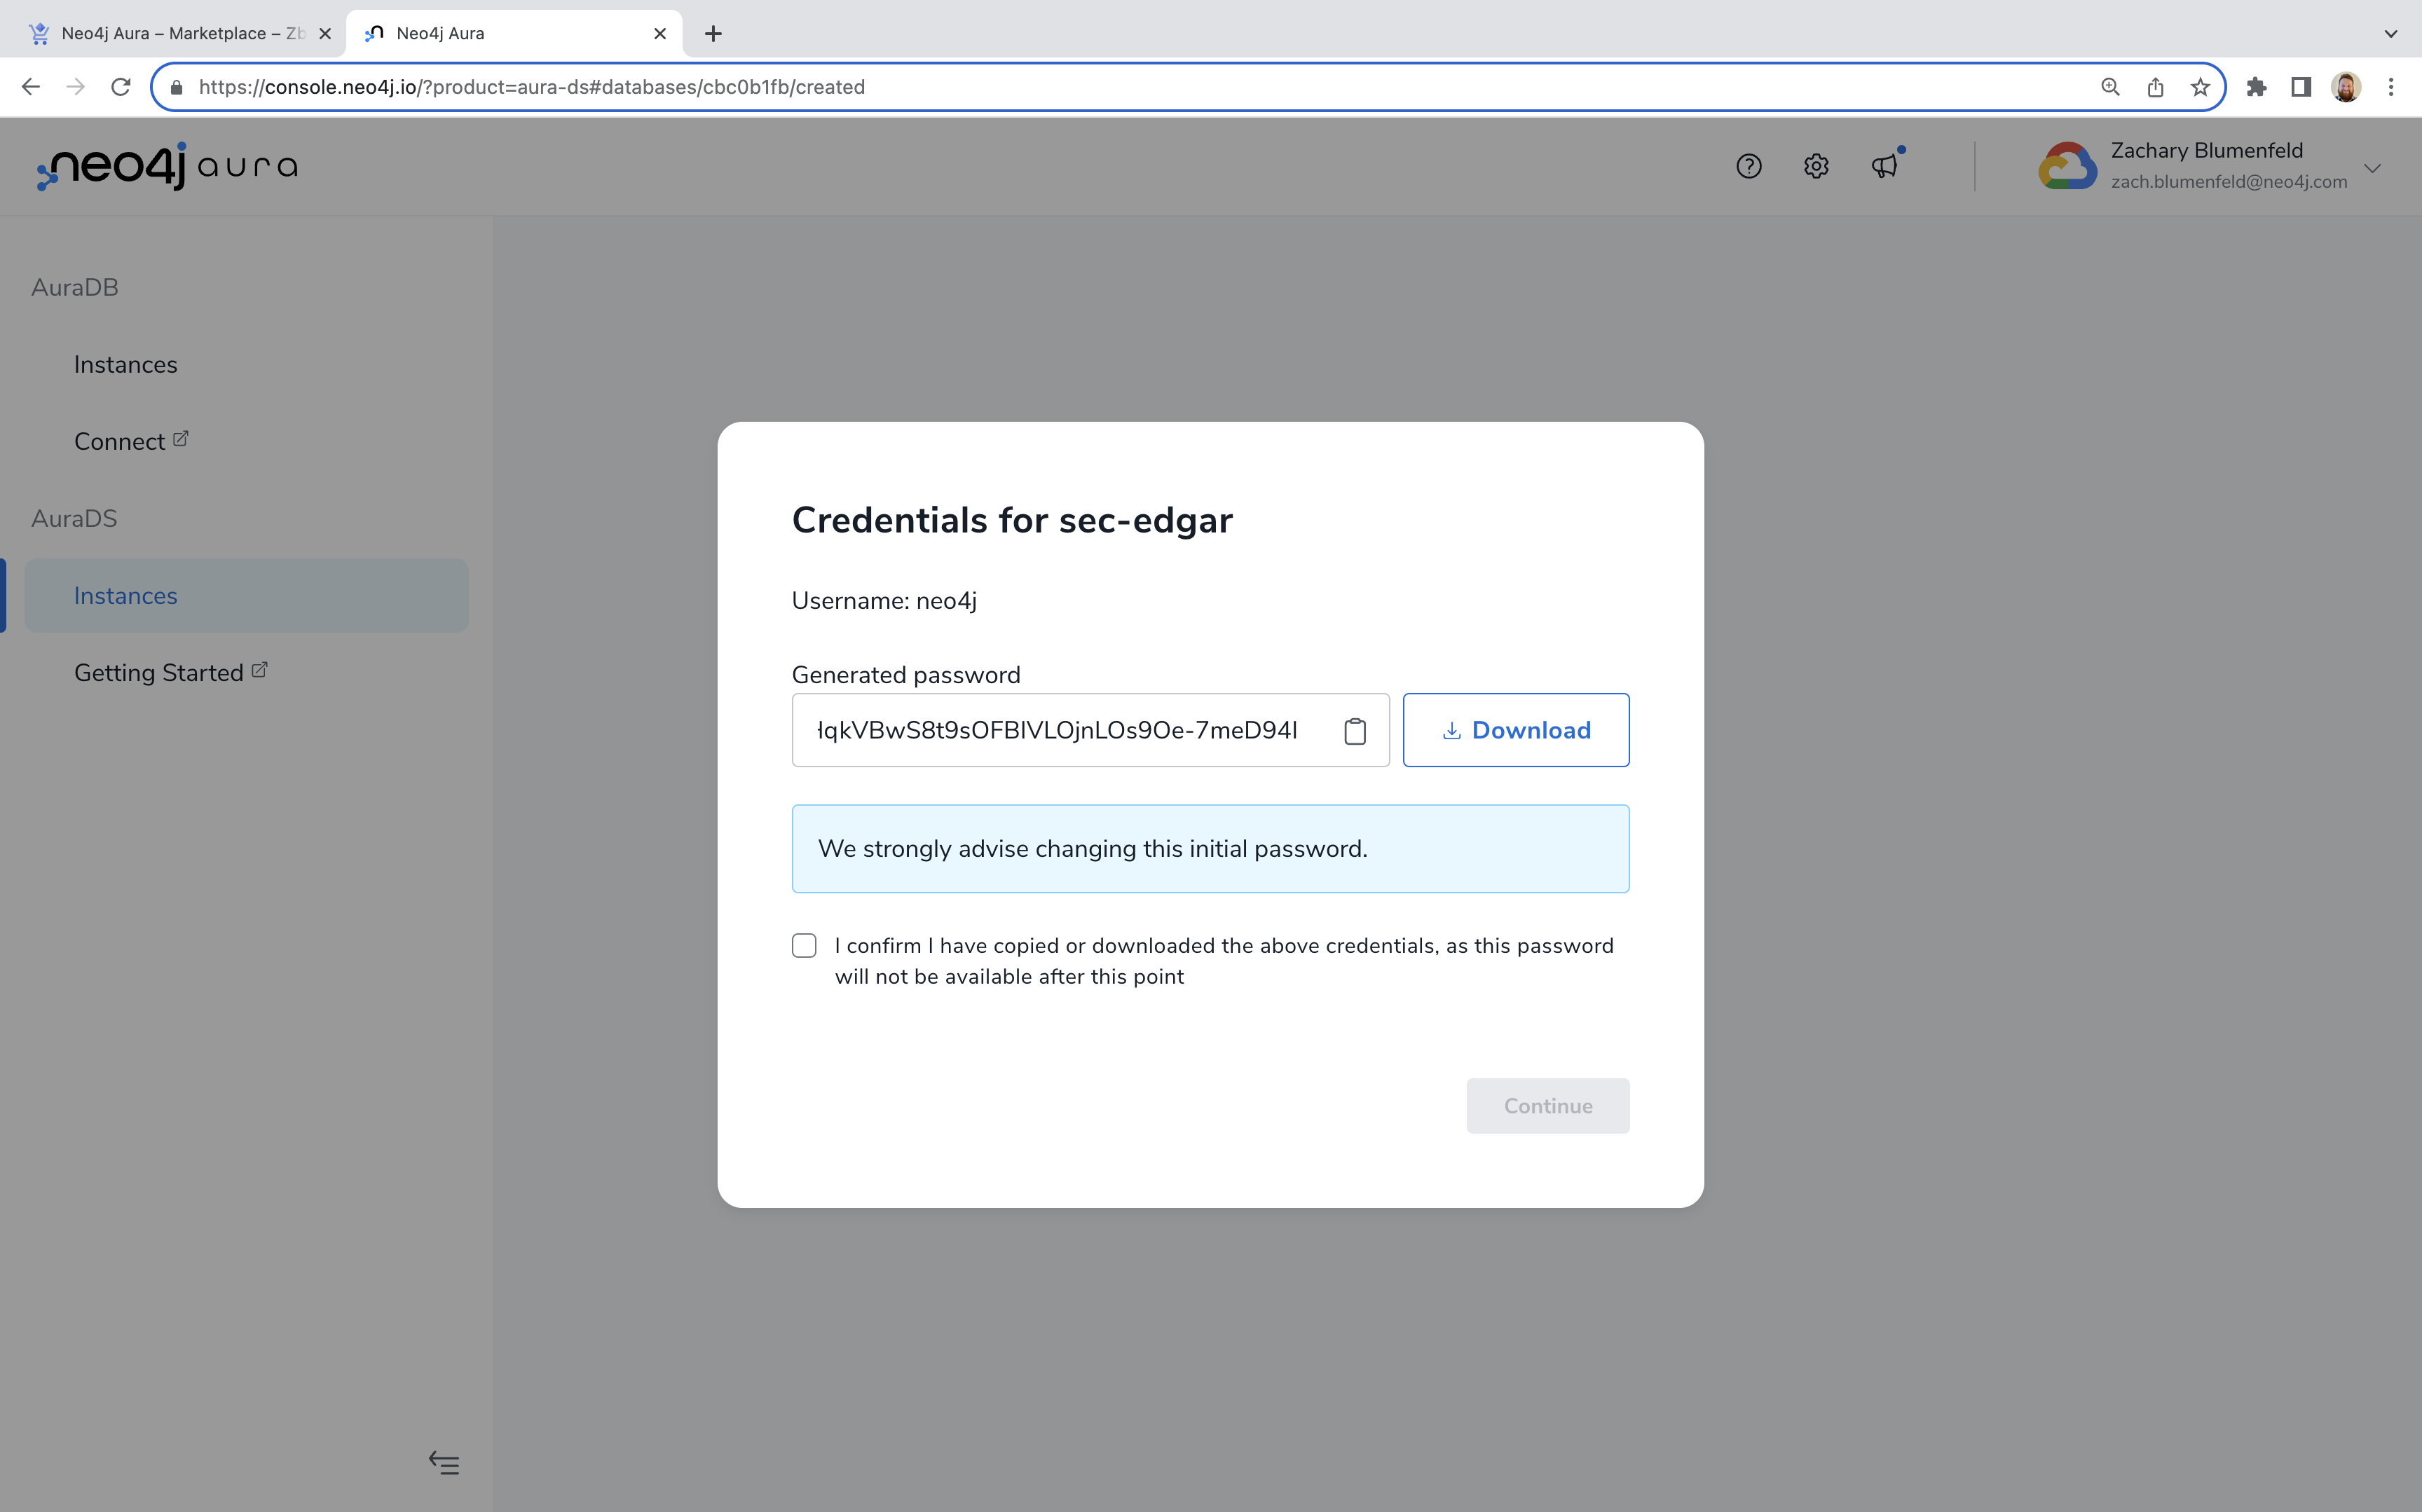 Neo4j Aura – Marketplace – Zb
Neo4j Aura
https://console.neo4j.io/?product=aura-ds#databases/cbc0b1fb/created
neo4j aura
Zachary Blumenfeld
zach.blumenfeld@neo4j.com
AuraDB
Instances
Connect
AuraDS
Instances
Getting Started
Credentials for sec-edgar
Username: neo4j
Generated password
Download
We strongly advise changing this initial password.
I confirm I have copied or downloaded the above credentials, as this password
will not be available after this point
Continue